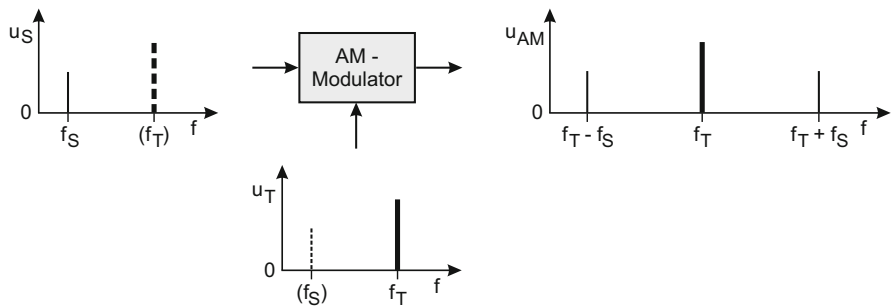 u_S
0
f_S
(f_T)
f
AM -
Modulator
u_AM
0
f_T - f_S
f_T
f_T + f_S
f
u_T
0
(f_S)
f_T
f